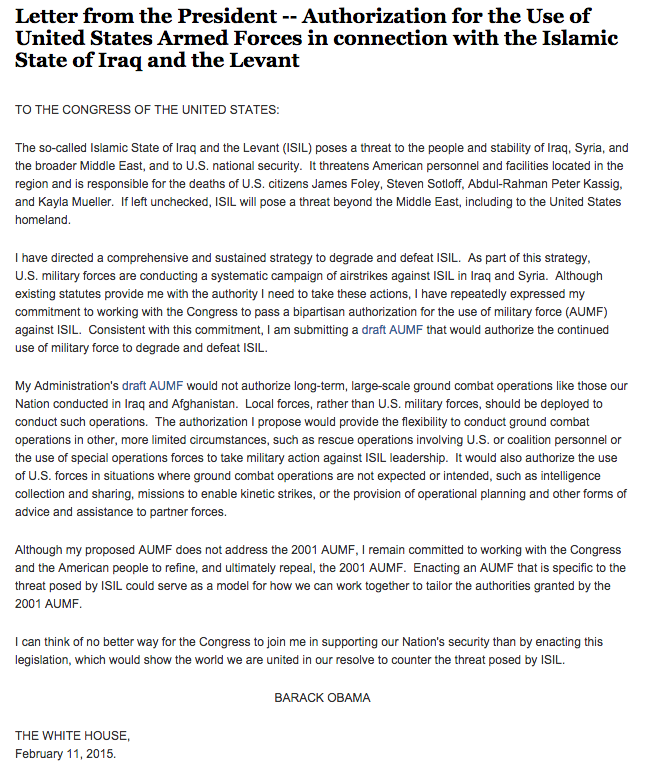 Letter from the President -- Authorization for the Use of
United States Armed Forces in connection with the Islamic
State of Iraq and the Levant
TO THE CONGRESS OF THE UNITED STATES:
The so-called Islamic State of Iraq and the Levant (ISIL) poses a threat to the people and stability of Iraq, Syria, and
the broader Middle East, and to U.S. national security.  It threatens American personnel and facilities located in the
region and is responsible for the deaths of U.S. citizens James Foley, Steven Sotloff, Abdul-Rahman Peter Kassig,
and Kayla Mueller.  If left unchecked, ISIL will pose a threat beyond the Middle East, including to the United States
homeland.
I have directed a comprehensive and sustained strategy to degrade and defeat ISIL.  As part of this strategy,
U.S. military forces are conducting a systematic campaign of airstrikes against ISIL in Iraq and Syria.  Although
existing statutes provide me with the authority I need to take these actions, I have repeatedly expressed my
commitment to working with the Congress to pass a bipartisan authorization for the use of military force (AUMF)
against ISIL.  Consistent with this commitment, I am submitting a draft AUMF that would authorize the continued
use of military force to degrade and defeat ISIL.
My Administration's draft AUMF would not authorize long-term, large-scale ground combat operations like those our
Nation conducted in Iraq and Afghanistan.  Local forces, rather than U.S. military forces, should be deployed to
conduct such operations.  The authorization I propose would provide the flexibility to conduct ground combat
operations in other, more limited circumstances, such as rescue operations involving U.S. or coalition personnel or
the use of special operations forces to take military action against ISIL leadership.  It would also authorize the use
of U.S. forces in situations where ground combat operations are not expected or intended, such as intelligence
collection and sharing, missions to enable kinetic strikes, or the provision of operational planning and other forms of
advice and assistance to partner forces.
Although my proposed AUMF does not address the 2001 AUMF, I remain committed to working with the Congress
and the American people to refine, and ultimately repeal, the 2001 AUMF.  Enacting an AUMF that is specific to the
threat posed by ISIL could serve as a model for how we can work together to tailor the authorities granted by the
2001 AUMF.
I can think of no better way for the Congress to join me in supporting our Nation's security than by enacting this
legislation, which would show the world we are united in our resolve to counter the threat posed by ISIL.
BARACK OBAMA
THE WHITE HOUSE,
February 11, 2015.